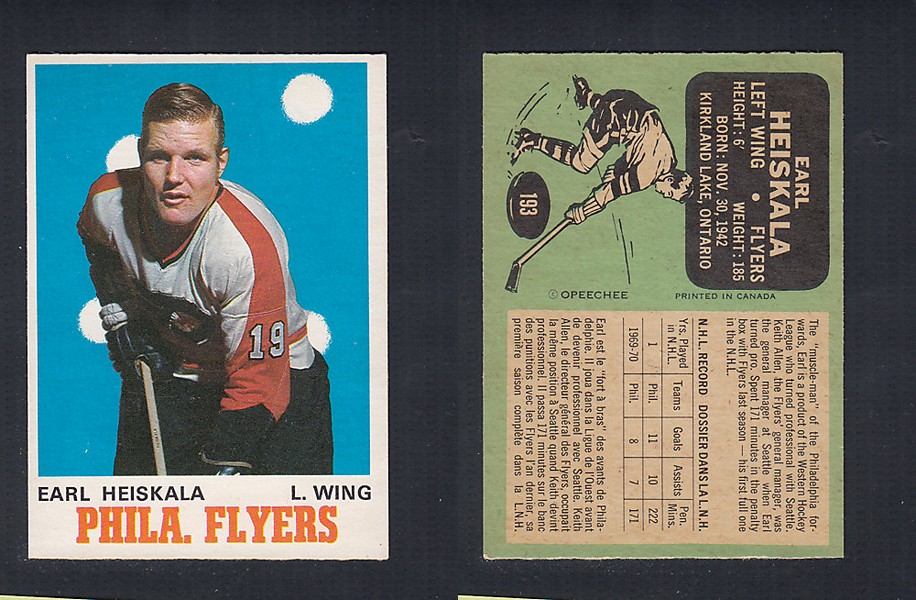 19
EARL HEISKALA L. WING
PHILA. FLYERS
193
EARL
HEISKALA
LEFT WING • FLYERS
HEIGHT: 6' WEIGHT: 185
BORN: NOV. 30, 1942
KIRKLAND LAKE, ONTARIO
© OPEECHEE PRINTED IN CANADA
The "muscle-man" of the Philadelphia for-
wards, Earl is a product of the Western Hockey
League who turned professional with Seattle.
Keith Allen, the Flyers' general manager, was
the general manager at Seattle when Earl
turned pro. Spent 171 minutes in the penalty
box with Flyers last season — his first full one
in the N.H.L.
N.H.L. RECORD DOSSIER DANS LA L.N.H.
Yrs. Played in N.H.L. Teams Goals Assists Pen. Mins.
1 Phil. 11 10 222
1969-70 Phil. 8 7 171
Earl est le "fort à bras" des avants de Phila-
delphie. Il joua dans la Ligue de l'Ouest avant
de devenir professionnel avec Seattle. Keith
Allen, le directeur général des Flyers, occupait
la même position à Seattle quand Keith devint
professionnel. Il passa 171 minutes sur le banc
des punitions avec les Flyers l'an dernier, sa
première saison complète dans la L.N.H.